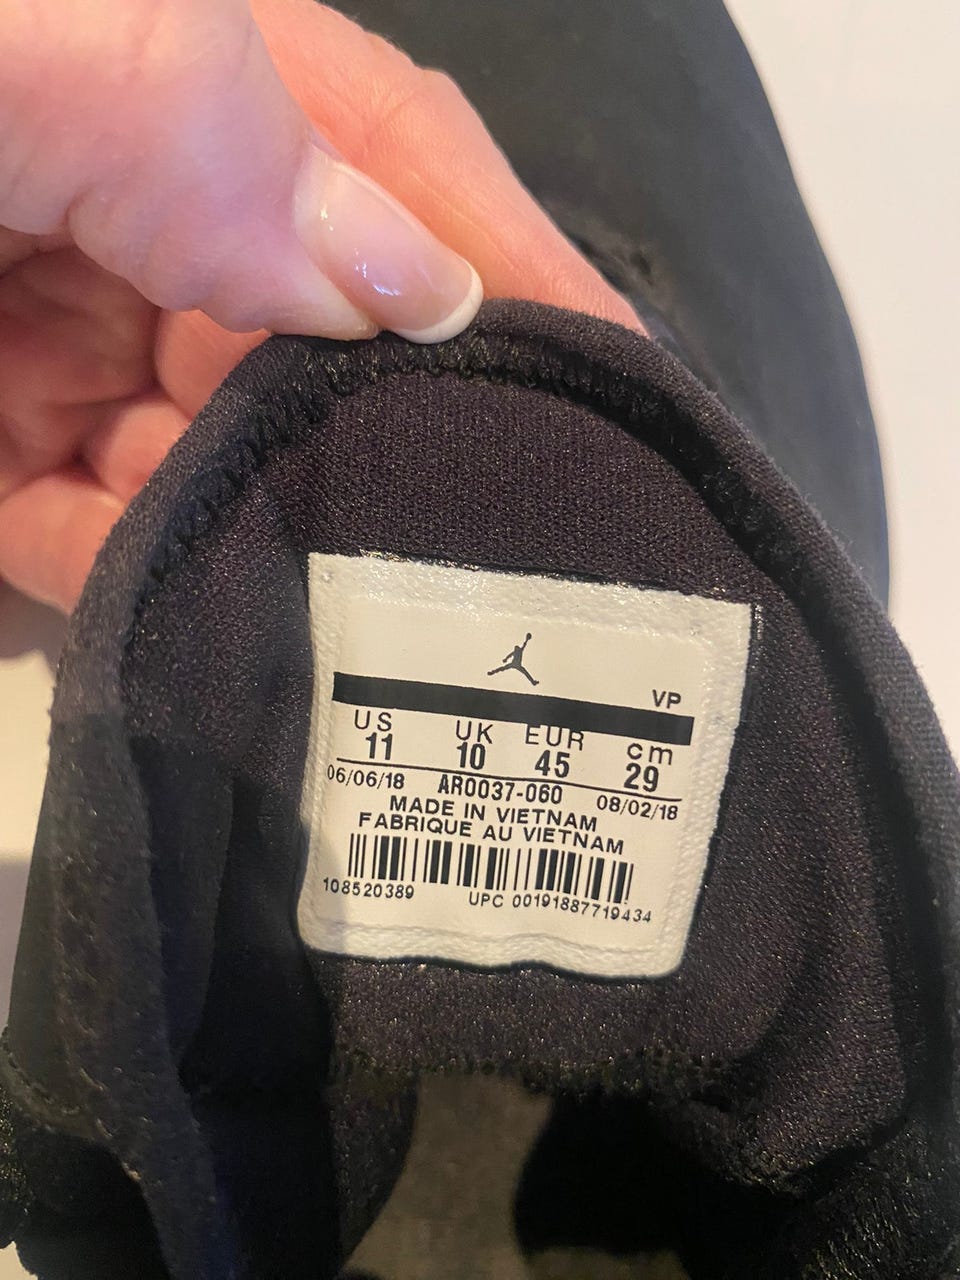 VP
US UK EUR cm
11 10 45 29
06/06/18 AR0037-060 08/02/18
MADE IN VIETNAM
FABRIQUE AU VIETNAM
108520389 UPC 00191887719434